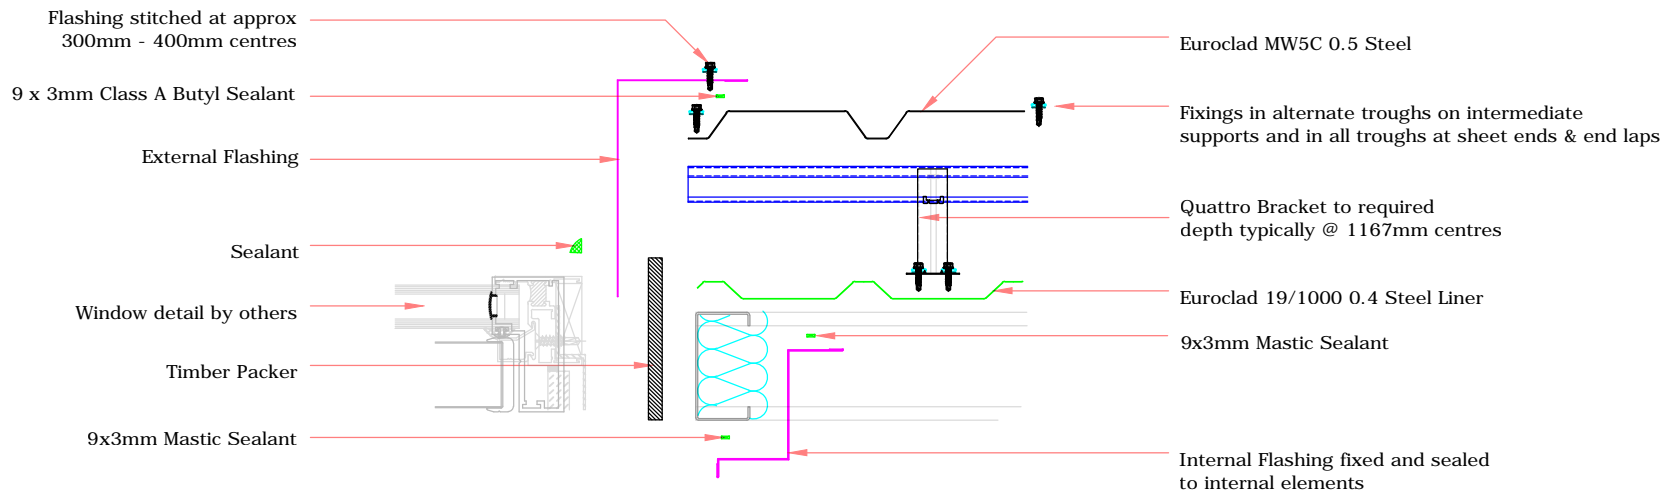 Flashing stitched at approx
300mm - 400mm centres
9 x 3mm Class A Butyl Sealant
External Flashing
Sealant
Window detail by others
Timber Packer
9x3mm Mastic Sealant
Euroclad MW5C 0.5 Steel
Fixings in alternate troughs on intermediate
supports and in all troughs at sheet ends & end laps
Quattro Bracket to required
depth typically @ 1167mm centres
Euroclad 19/1000 0.4 Steel Liner
9x3mm Mastic Sealant
Internal Flashing fixed and sealed
to internal elements